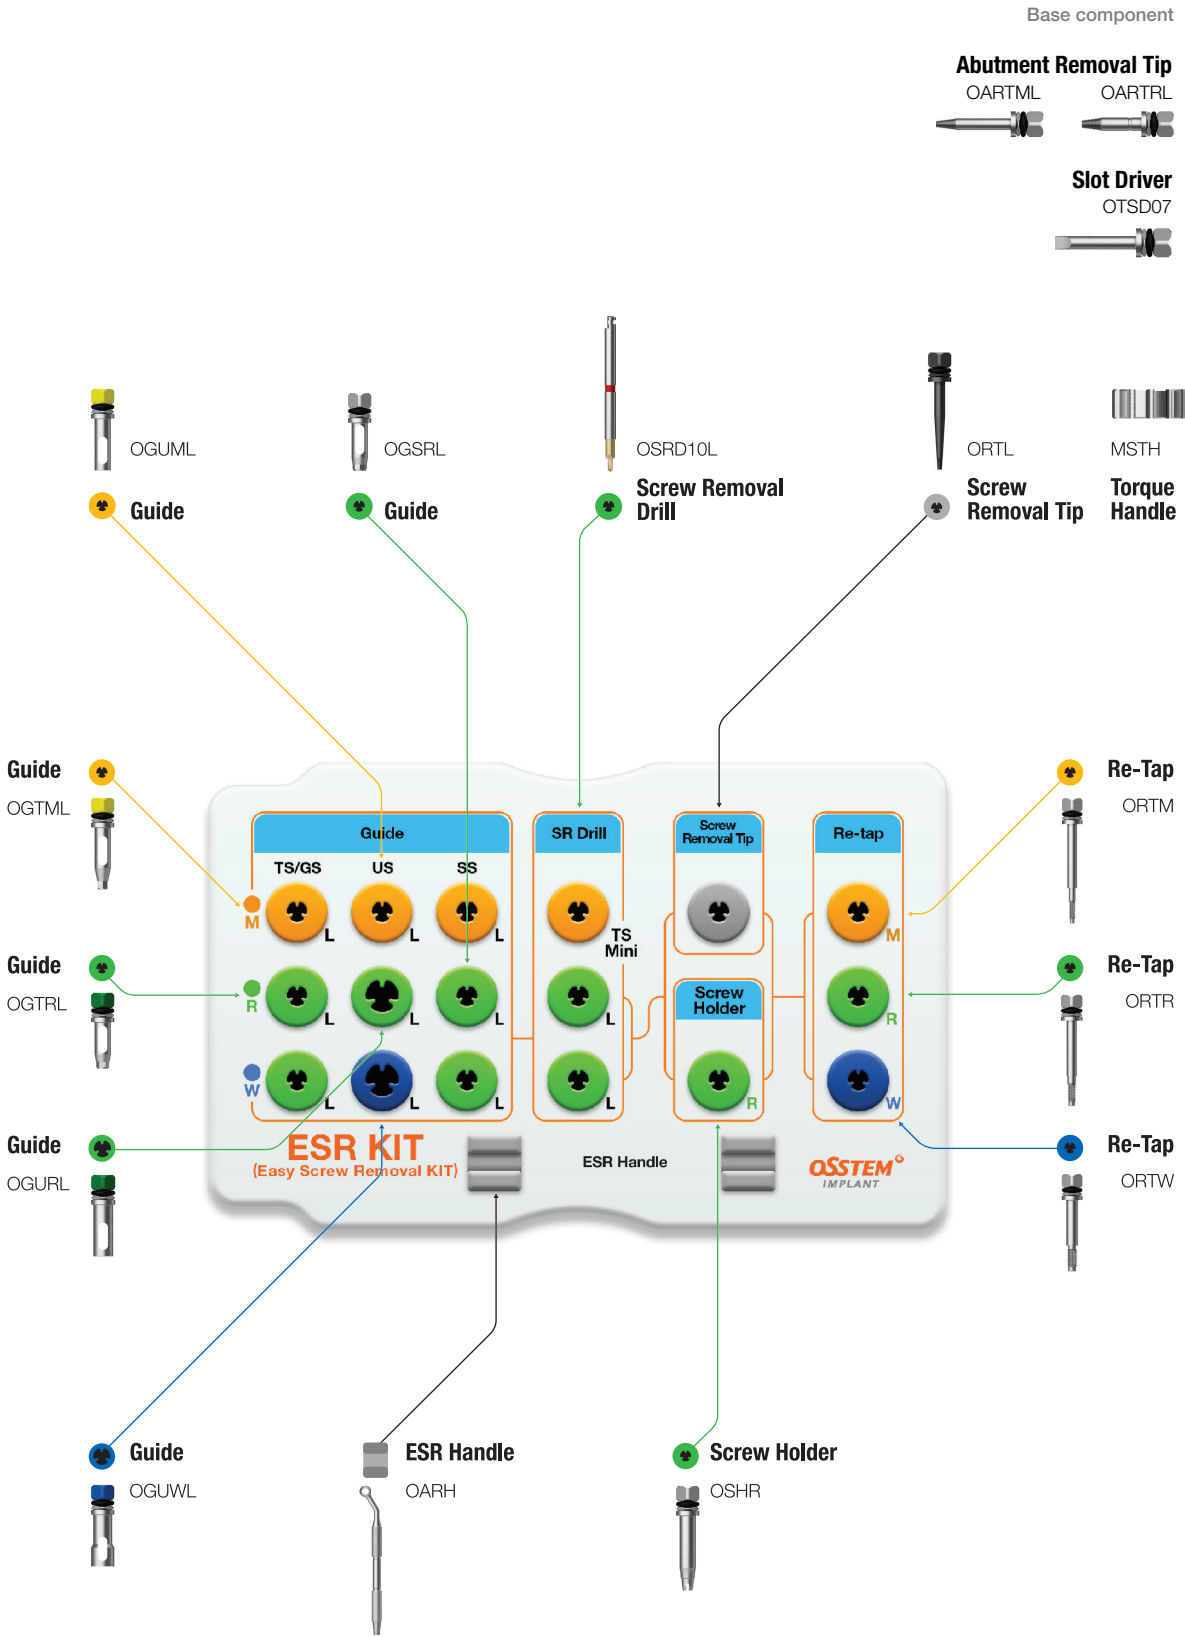 Base component
Abutment Removal Tip
OARTML OARTRL
Slot Driver
OTSD07
OGUML
Guide
OGSRL
Guide
OSRD10L
Screw Removal
Drill
ORTL
Screw
Removal Tip
MSTH
Torque
Handle
Guide
OGTML
Guide
OGTRL
Guide
OGURL
Guide
TS/GS US SS
M L L L
R L L L
W L L L
SR Drill
TS
Mini
L
L
Screw
Removal Tip
Screw
Holder
R
Re-tap
M
R
W
ESR KIT
(Easy Screw Removal KIT)
ESR Handle
OSSTEM
IMPLANT
Re-Tap
ORTM
Re-Tap
ORTR
Re-Tap
ORTW
Guide
OGUWL
ESR Handle
OARH
Screw Holder
OSHR